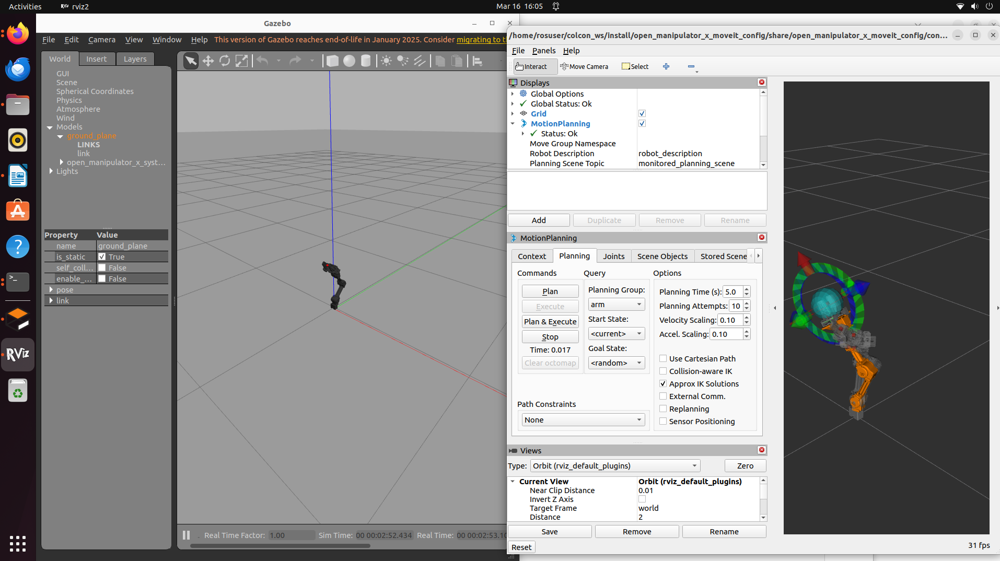 Activities
rviz2
Mar 16 16:05
Gazebo
File Edit Camera View Window Help
This version of Gazebo reaches end-of-life in January 2025. Consider migrating to
World Insert Layers
GUI
Scene
Spherical Coordinates
Physics
Atmosphere
Wind
Models
ground_plane
LINKS
link
open_manipulator_x_syst...
Lights
Property Value
name ground_plane
is_static True
self_coll... False
enable_... False
pose
link
Real Time Factor: 1.00 Sim Time: 00 00:02:52.434 Real Time: 00 00:02:53.10
/home/rosuser/colcon_ws/install/open_manipulator_x_moveit_config/share/open_manipulator_x_moveit_config/con...
File Panels Help
Interact Move Camera Select
Displays
Global Options
Global Status: Ok
Grid
MotionPlanning
Status: Ok
Move Group Namespace
Robot Description robot_description
Planning Scene Topic monitored_planning_scene
Add Duplicate Remove Rename
MotionPlanning
Context Planning Joints Scene Objects Stored Scene
Commands Query Options
Plan
Execute
Plan & Execute
Stop
Time: 0.017
Clear octomap
Planning Group:
arm
Start State:
<current>
Goal State:
<random>
Planning Time (s): 5.0
Planning Attempts: 10
Velocity Scaling: 0.10
Accel. Scaling: 0.10
Use Cartesian Path
Collision-aware IK
Approx IK Solutions
External Comm.
Replanning
Sensor Positioning
Path Constraints
None
Views
Type: Orbit (rviz_default_plugins) Zero
Current View Orbit (rviz_default_plugins)
Near Clip Distance 0.01
Invert Z Axis
Target Frame world
Distance 2
Save Remove Rename
Reset
31 fps
RViz